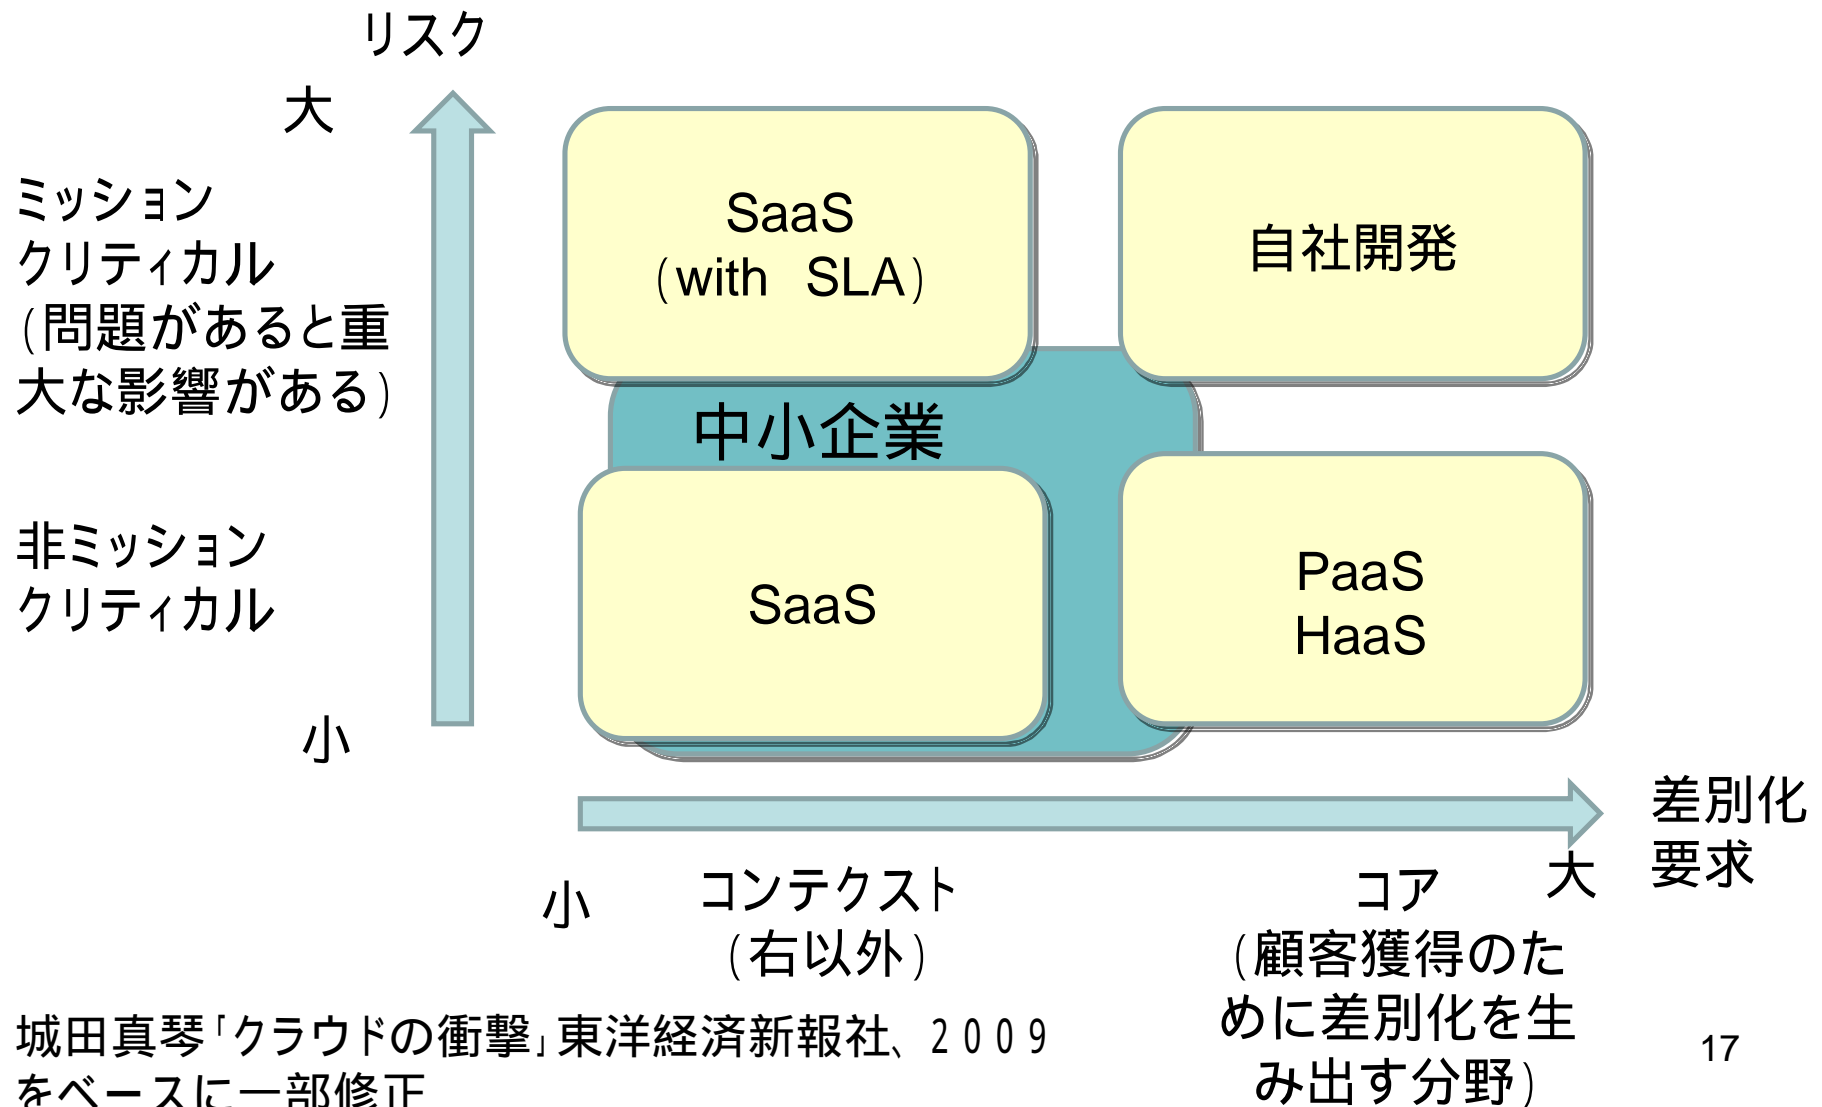 リスク
大
ミッション
クリティカル
(問題があると重
大な影響がある)
SaaS
(with SLA)
自社開発
中小企業
非ミッション
クリティカル
SaaS
PaaS
HaaS
小
差別化
要求
小
コンテクスト
(右以外)
コア
大
(顧客獲得のた
めに差別化を生
み出す分野)
城田真琴「クラウドの衝撃」東洋経済新報社、2009
をベースに一部修正
17